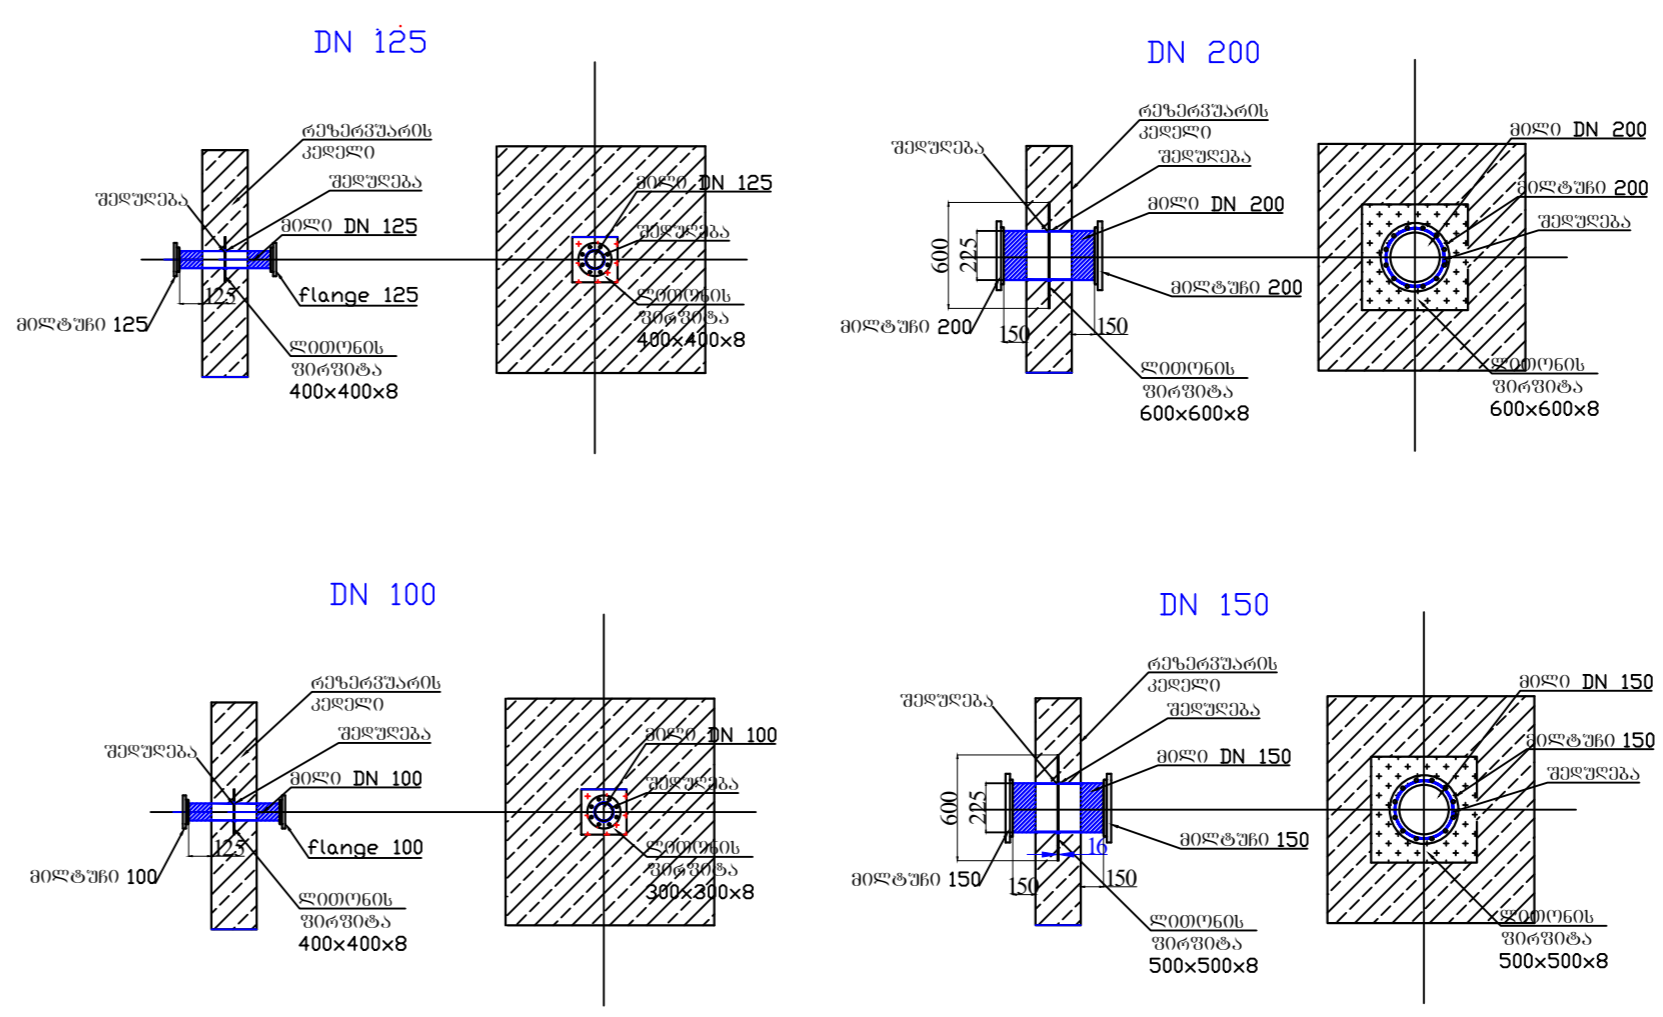 DN 125
რეზერვუარის
კედელი
შედუღება
შედუღება
მილი DN 125
flange 125
125
მილტუჩი 125
ლითონის
ფირფიტა
400x400x8
მილი DN 125
შედუღება
ლითონის
ფირფიტა
400x400x8
DN 200
რეზერვუარის
კედელი
შედუღება
შედუღება
მილი DN 200
600
225
მილტუჩი 200
მილტუჩი 200
150
150
ლითონის
ფირფიტა
600x600x8
მილი DN 200
მილტუჩი 200
შედუღება
ლითონის
ფირფიტა
600x600x8
DN 100
რეზერვუარის
კედელი
შედუღება
შედუღება
მილი DN 100
flange 100
125
მილტუჩი 100
ლითონის
ფირფიტა
400x400x8
მილი DN 100
შედუღება
ლითონის
ფირფიტა
300x300x8
DN 150
რეზერვუარის
კედელი
შედუღება
შედუღება
მილი DN 150
600
225
მილტუჩი 150
16
მილტუჩი 150
150
150
ლითონის
ფირფიტა
500x500x8
მილი DN 150
მილტუჩი 150
შედუღება
ლითონის
ფირფიტა
500x500x8